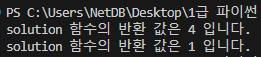 PS C:\Users\NetDB\Desktop\1급 파이썬
solution 함수의 반환 값은 4 입니다.
solution 함수의 반환 값은 1 입니다.